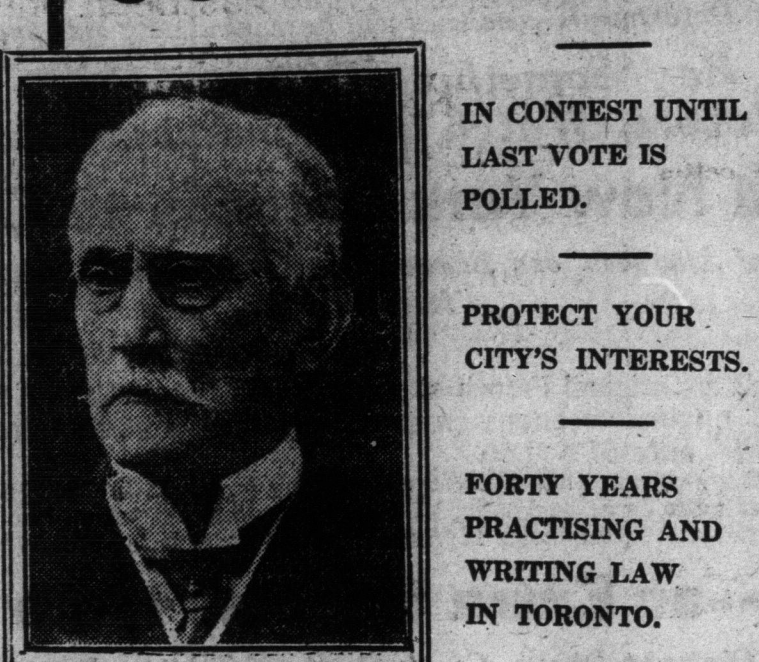 IN CONTEST UNTIL
LAST VOTE IS
POLLED.
PROTECT YOUR
CITY'S INTERESTS.
FORTY YEARS
PRACTISING AND
WRITING LAW
IN TORONTO.